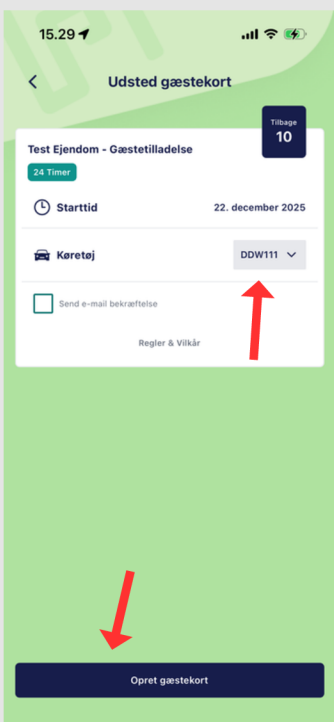 15.29
Udsted gæstekort
Tilbage
10
Test Ejendom - Gæstetilladelse
24 Timer
Starttid
22. december 2025
Køretøj
DDW111
Send e-mail bekræftelse
Regler & Vilkår
Opret gæstekort